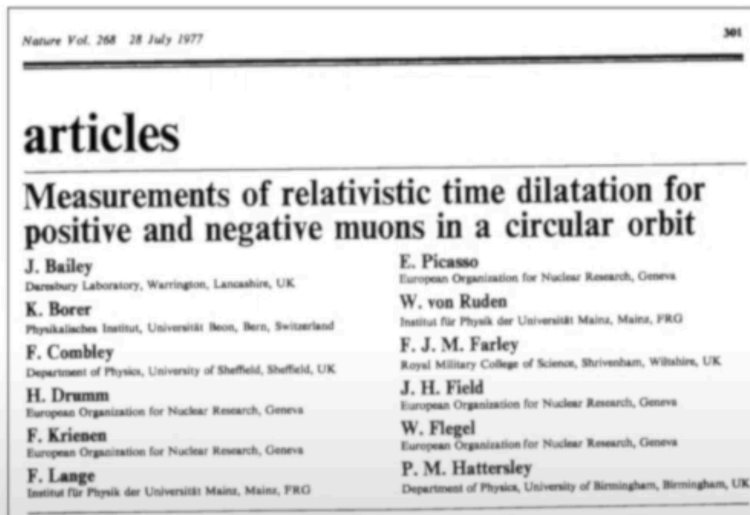 Nature Vol. 268 28 July 1977
301
articles
Measurements of relativistic time dilatation for
positive and negative muons in a circular orbit
J. Bailey
Daresbury Laboratory, Warrington, Lancashire, UK
K. Borer
Physikalisches Institut, Universität Bern, Bern, Switzerland
F. Combley
Department of Physics, University of Sheffield, Sheffield, UK
H. Drumm
European Organization for Nuclear Research, Geneva
F. Krienen
European Organization for Nuclear Research, Geneva
F. Lange
Institut für Physik der Universität Mainz, Mainz, FRG
E. Picasso
European Organization for Nuclear Research, Geneva
W. von Ruden
Institut für Physik der Universität Mainz, Mainz, FRG
F. J. M. Farley
Royal Military College of Science, Shrivenham, Wiltshire, UK
J. H. Field
European Organization for Nuclear Research, Geneva
W. Flegel
European Organization for Nuclear Research, Geneva
P. M. Hattersley
Department of Physics, University of Birmingham, Birmingham, UK